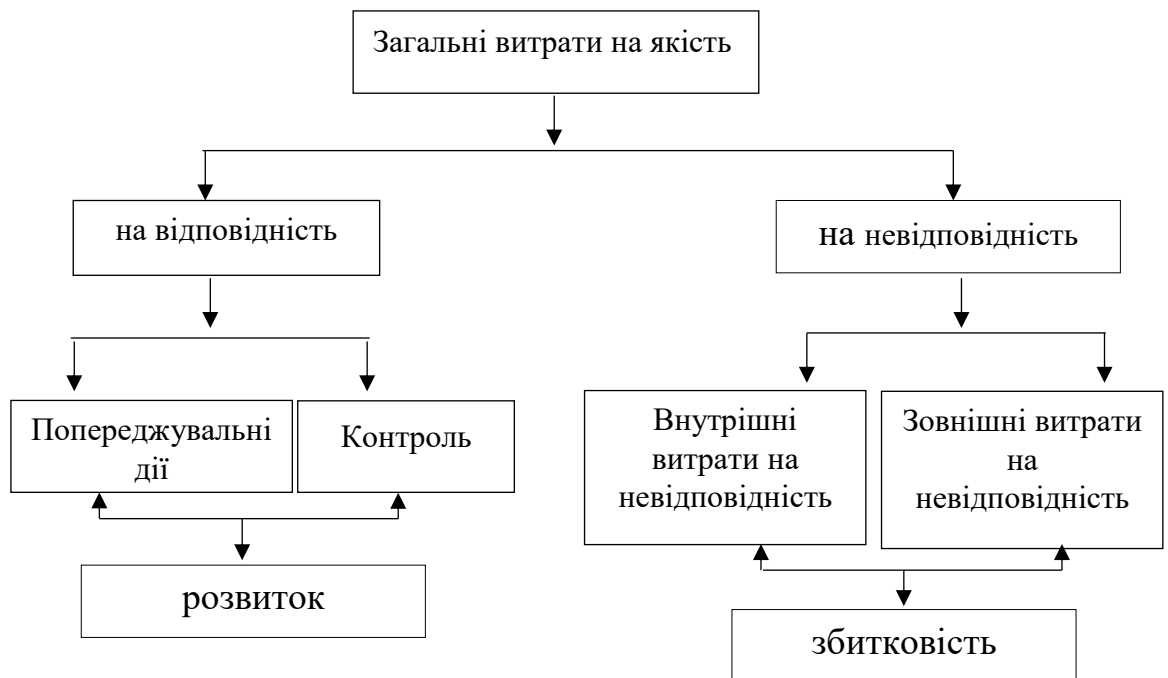 Загальні витрати на якість
на відповідність
на невідповідність
Попереджувальні
дії
Контроль
Внутрішні
витрати на
невідповідність
Зовнішні витрати
на
невідповідність
розвиток
збитковість